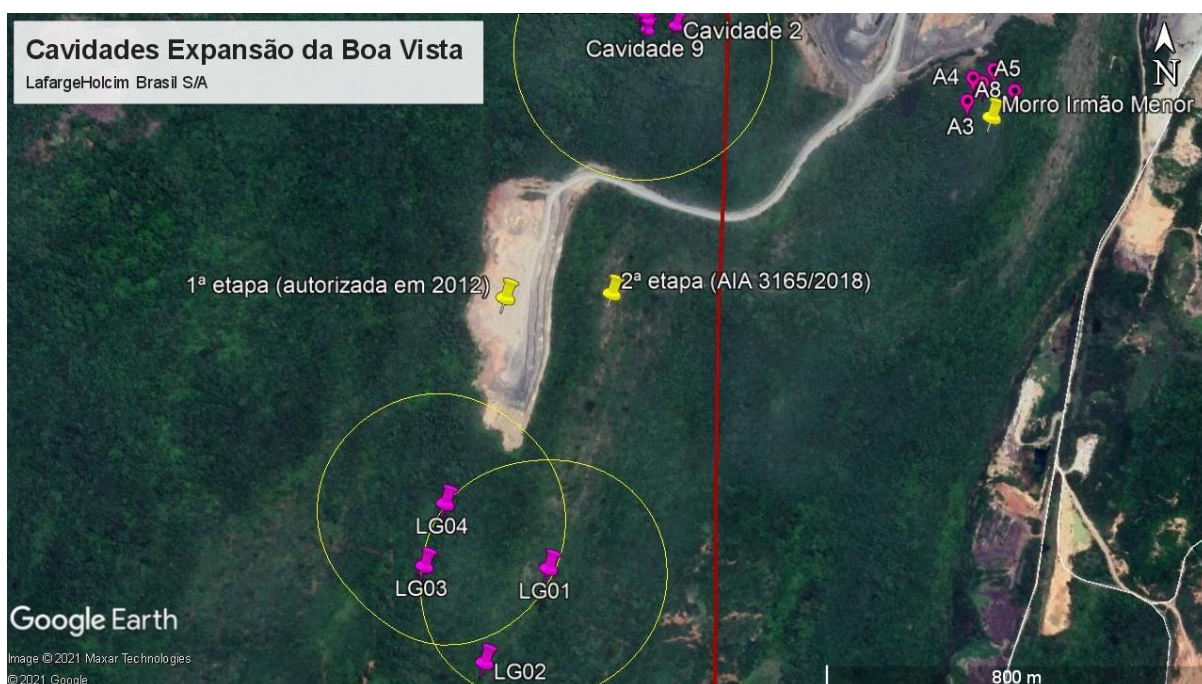 Cavidades Expansão da Boa Vista
LafargeHolcim Brasil S/A
Cavidade 2
Cavidade 9
N
A5
A4
A8
Morro Irmão Menor
A3
1ª etapa (autorizada em 2012)
2ª etapa (AIA 3165/2018)
LG04
LG03
LG01
LG02
Google Earth
Image © 2021 Maxar Technologies
© 2021 Google
800 m